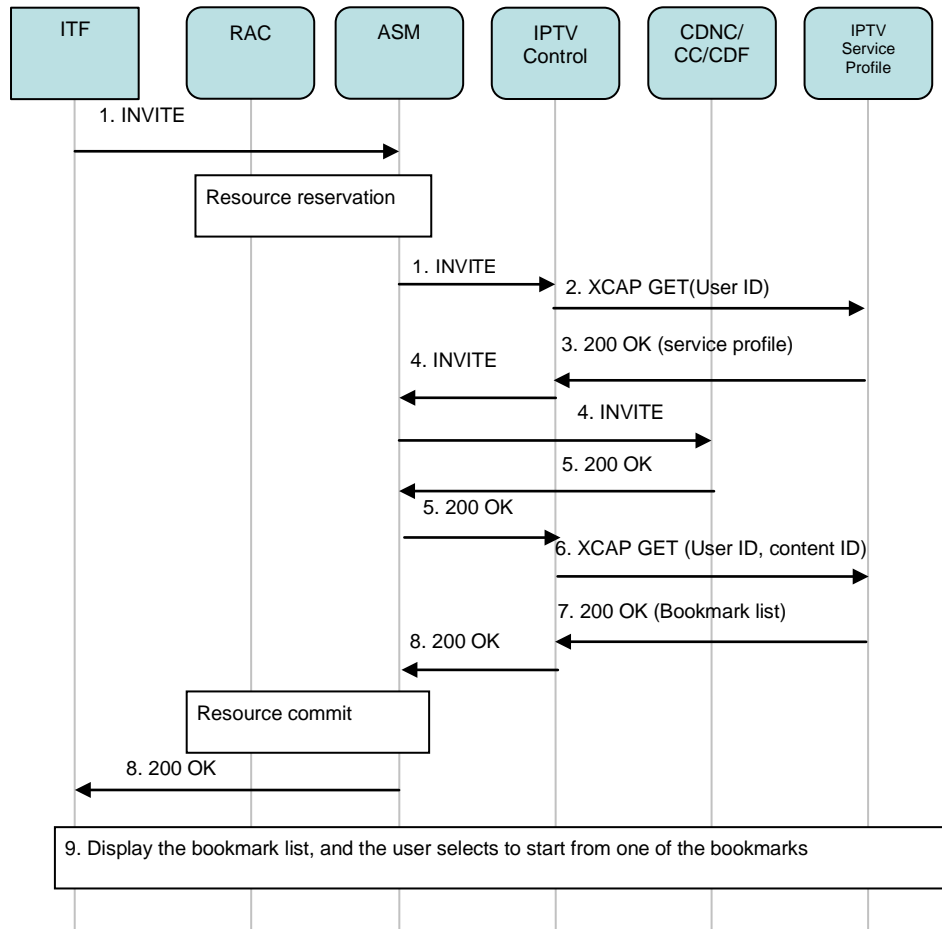 ITF
RAC
ASM
IPTV
Control
CDNC/
CC/CDF
IPTV
Service
Profile
1. INVITE
Resource reservation
1. INVITE
2. XCAP GET(User ID)
3. 200 OK (service profile)
4. INVITE
4. INVITE
5. 200 OK
5. 200 OK
6. XCAP GET (User ID, content ID)
7. 200 OK (Bookmark list)
8. 200 OK
Resource commit
8. 200 OK
9. Display the bookmark list, and the user selects to start from one of the bookmarks